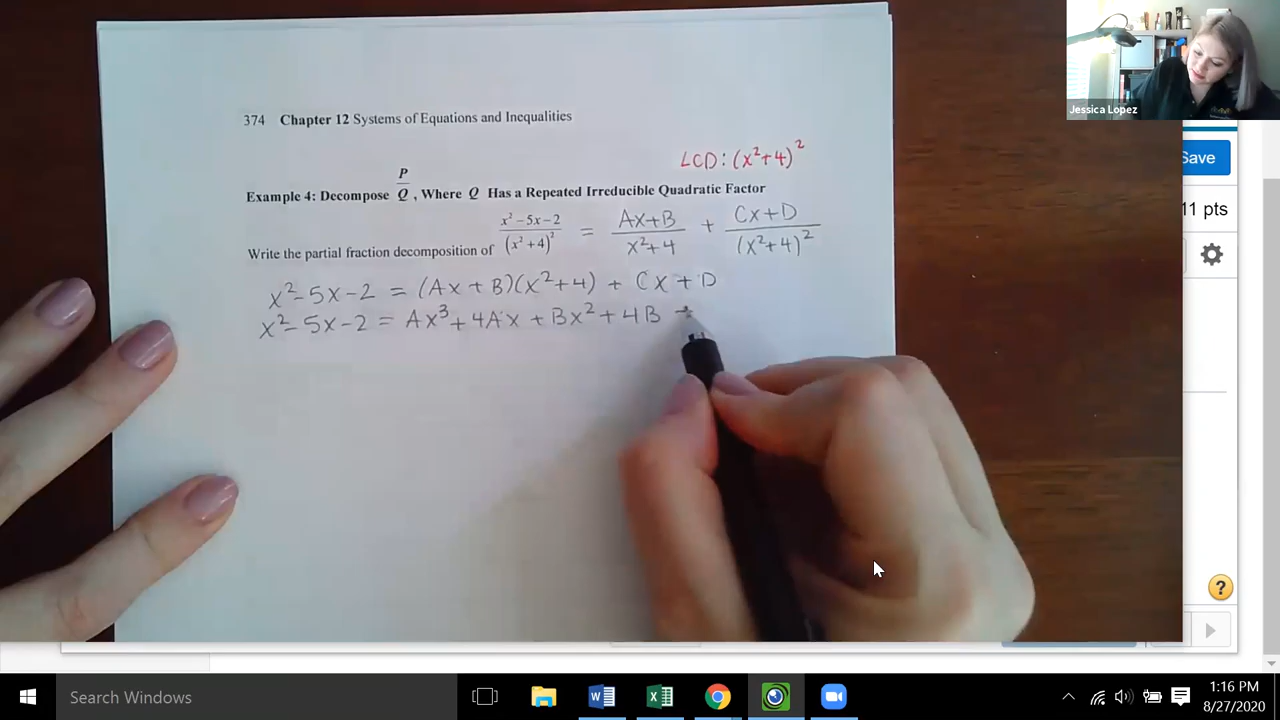 Jessica Lopez
374 Chapter 12 Systems of Equations and Inequalities
LCD: (x²+4)²
Example 4: Decompose P/Q, Where Q Has a Repeated Irreducible Quadratic Factor
Write the partial fraction decomposition of (x²-5x-2)/(x²+4)² = (Ax+B)/(x²+4) + (Cx+D)/(x²+4)²
x²-5x-2 = (Ax+B)(x²+4) + Cx+D
x²-5x-2 = Ax³+4Ax+Bx²+4B +
Save
11 pts
?
Search Windows
1:16 PM
8/27/2020